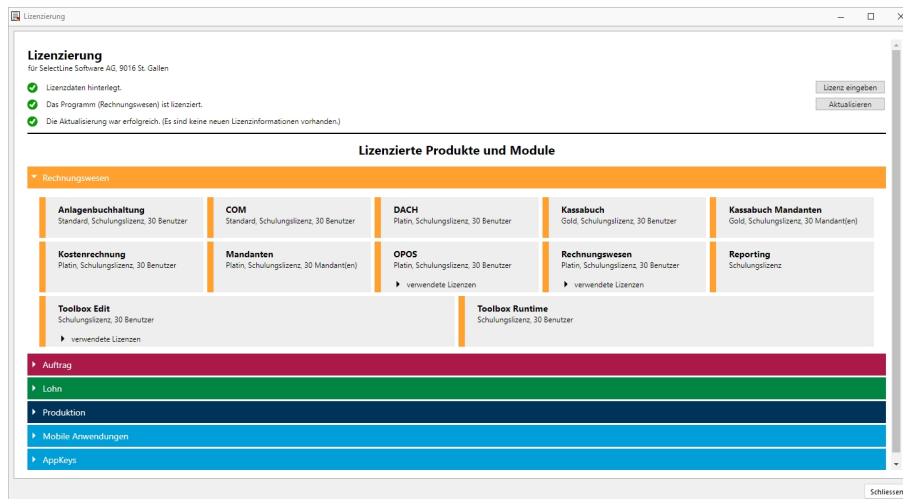 Lizenzierung
Lizenzierung
für SelectLine Software AG, 9016 St. Gallen
Lizenzdaten hinterlegt.
Lizenz eingeben
Das Programm (Rechnungswesen) ist lizenziert.
Aktualisieren
Die Aktualisierung war erfolgreich. (Es sind keine neuen Lizenzinformationen vorhanden.)
Lizenzierte Produkte und Module
Rechnungswesen
Anlagenbuchhaltung
Standard, Schulungslizenz, 30 Benutzer
COM
Standard, Schulungslizenz, 30 Benutzer
DACH
Platin, Schulungslizenz, 30 Benutzer
Kassabuch
Gold, Schulungslizenz, 30 Benutzer
Kassabuch Mandanten
Gold, Schulungslizenz, 30 Mandant(en)
Kostenrechnung
Platin, Schulungslizenz, 30 Benutzer
Mandanten
Platin, Schulungslizenz, 30 Mandant(en)
OPOS
Platin, Schulungslizenz, 30 Benutzer
verwendete Lizenzen
Rechnungswesen
Platin, Schulungslizenz, 30 Benutzer
verwendete Lizenzen
Reporting
Schulungslizenz
Toolbox Edit
Schulungslizenz, 30 Benutzer
verwendete Lizenzen
Toolbox Runtime
Schulungslizenz, 30 Benutzer
Auftrag
Lohn
Produktion
Mobile Anwendungen
AppKeys
Schliessen